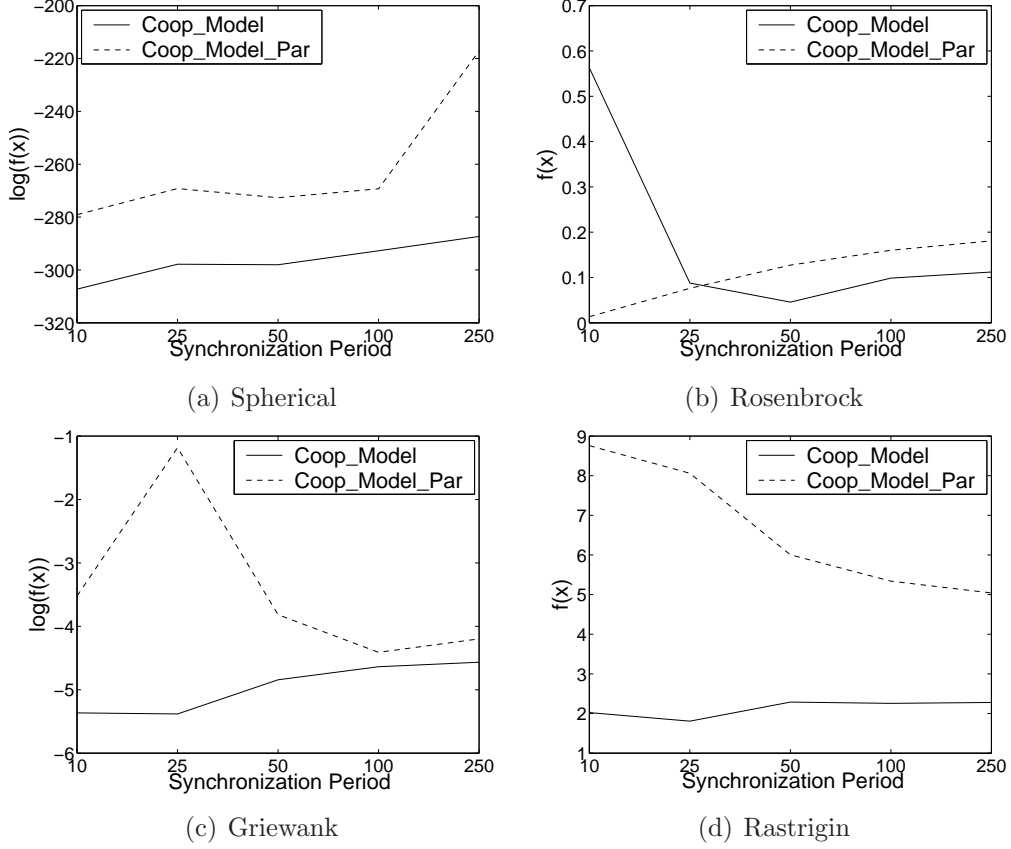 Coop_Model
Coop_Model_Par
log(f(x))
−200
−220
−240
−260
−280
−300
−320
10 25 50 100 250
Synchronization Period
(a) Spherical
Coop_Model
Coop_Model_Par
f(x)
0.7
0.6
0.5
0.4
0.3
0.2
0.1
0
10 25 50 100 250
Synchronization Period
(b) Rosenbrock
Coop_Model
Coop_Model_Par
log(f(x))
−1
−2
−3
−4
−5
−6
10 25 50 100 250
Synchronization Period
(c) Griewank
Coop_Model
Coop_Model_Par
f(x)
9
8
7
6
5
4
3
2
1
10 25 50 100 250
Synchronization Period
(d) Rastrigin